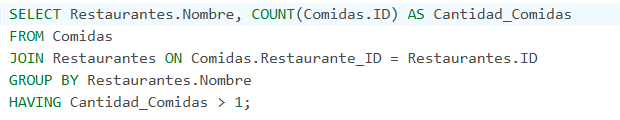 SELECT Restaurantes.Nombre, COUNT(Comidas.ID) AS Cantidad_Comidas
FROM Comidas
JOIN Restaurantes ON Comidas.Restaurante_ID = Restaurantes.ID
GROUP BY Restaurantes.Nombre
HAVING Cantidad_Comidas > 1;